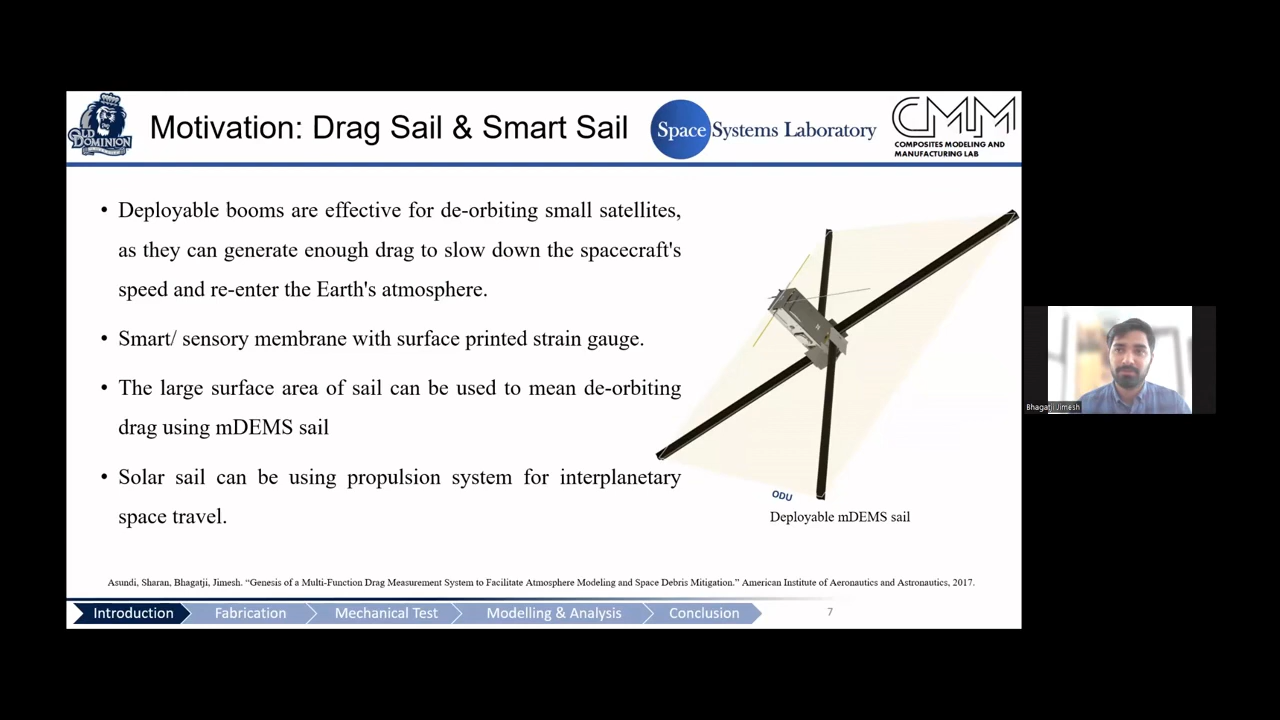 OLD
DOMINION
Motivation: Drag Sail & Smart Sail
Space Systems Laboratory
CMM
COMPOSITES MODELING AND
MANUFACTURING LAB
• Deployable booms are effective for de-orbiting small satellites,
as they can generate enough drag to slow down the spacecraft's
speed and re-enter the Earth's atmosphere.
• Smart/ sensory membrane with surface printed strain gauge.
• The large surface area of sail can be used to mean de-orbiting
drag using mDEMS sail
• Solar sail can be using propulsion system for interplanetary
space travel.
ODU
Deployable mDEMS sail
Bhagatji Jimesh
Asundi, Sharan, Bhagatji, Jimesh. “Genesis of a Multi-Function Drag Measurement System to Facilitate Atmosphere Modeling and Space Debris Mitigation.” American Institute of Aeronautics and Astronautics, 2017.
Introduction Fabrication Mechanical Test Modelling & Analysis Conclusion 7